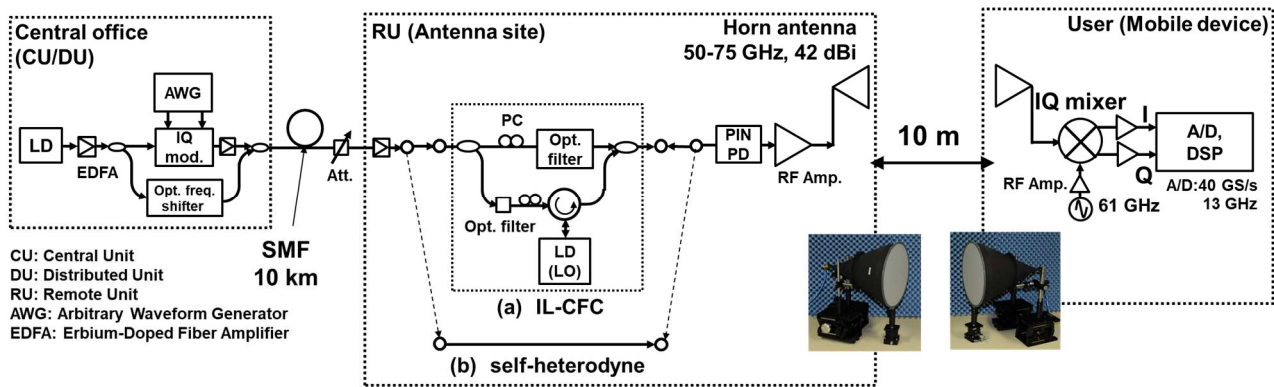 Central office
(CU/DU)
AWG
LD
EDFA
IQ
mod.
Opt. freq.
shifter
SMF
10 km
Att.
CU: Central Unit
DU: Distributed Unit
RU: Remote Unit
AWG: Arbitrary Waveform Generator
EDFA: Erbium-Doped Fiber Amplifier
RU (Antenna site)
Horn antenna
50-75 GHz, 42 dBi
PC
Opt.
filter
Opt. filter
LD
(LO)
(a) IL-CFC
(b) self-heterodyne
PIN
PD
RF Amp.
10 m
User (Mobile device)
IQ mixer
I
Q
A/D,
DSP
A/D:40 GS/s
13 GHz
RF Amp.
61 GHz